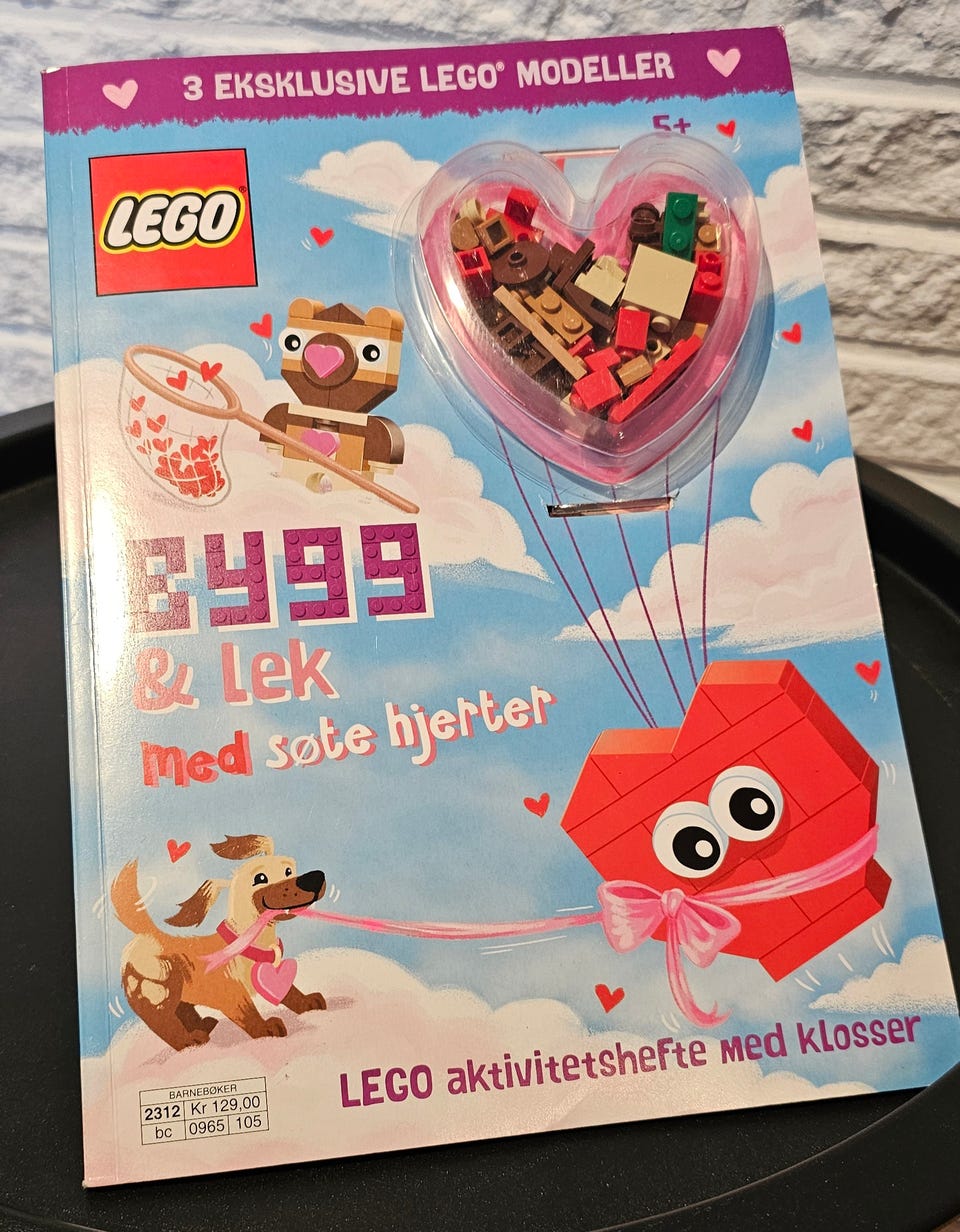 3 EKSKLUSIVE LEGO® MODELLER
5+
LEGO®
BYGG
& lek
med søte hjerter
LEGO aktivitetshefte med klosser
BARNEBØKER
2312 Kr 129,00
bc 0965 105